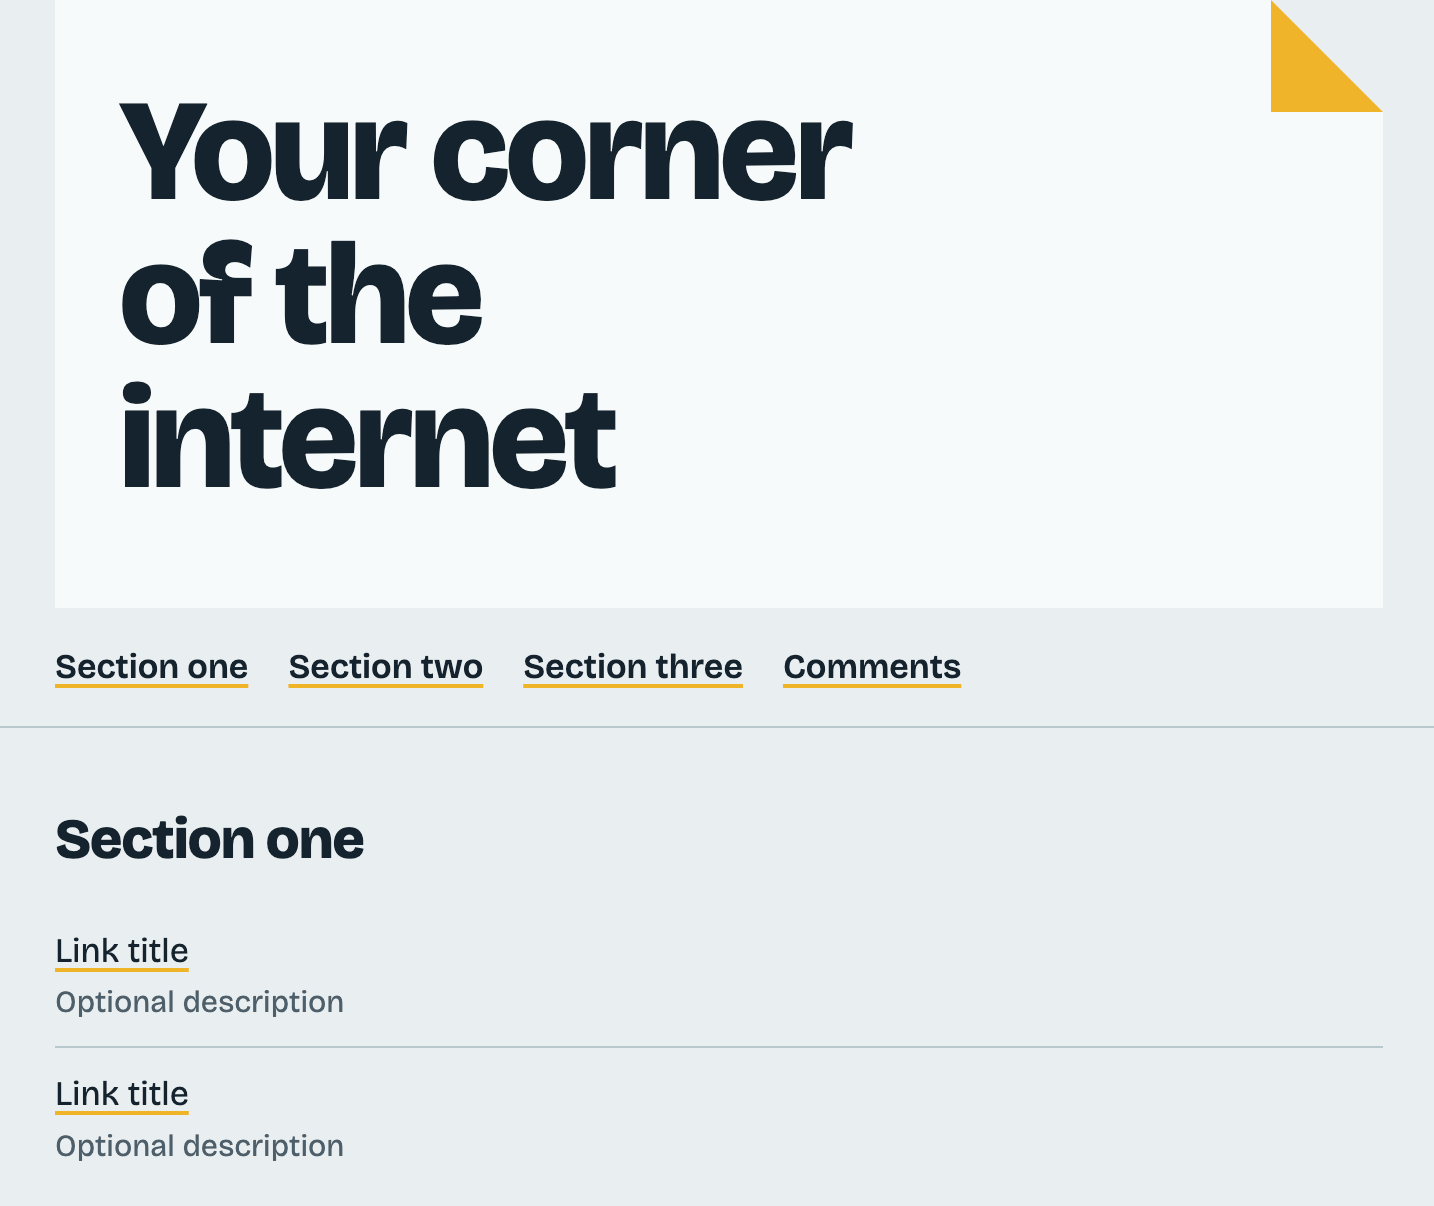 Your corner
of the
internet
Section one Section two Section three Comments
Section one
Link title
Optional description
Link title
Optional description